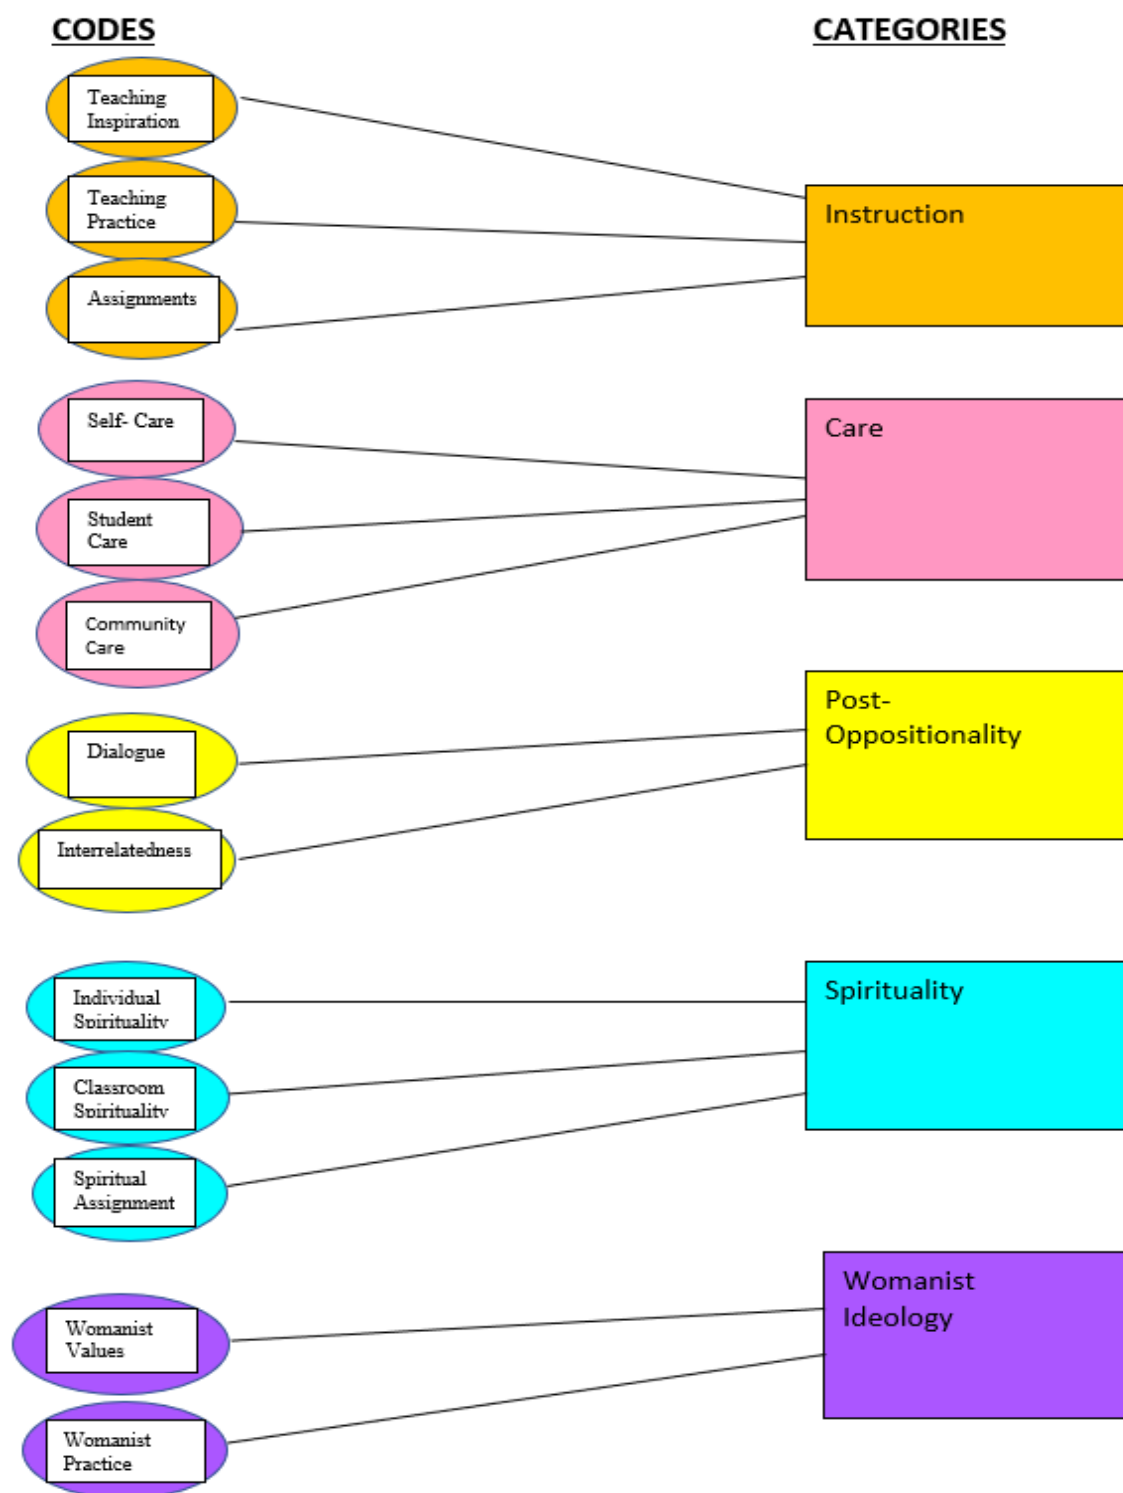 CODES
CATEGORIES
Teaching
Inspiration
Teaching
Practice
Assignments
Instruction
Self- Care
Student
Care
Community
Care
Care
Dialogue
Interrelatedness
Post-
Oppositionality
Individual
Spirituality
Classroom
Spirituality
Spiritual
Assignment
Spirituality
Womanist
Values
Womanist
Practice
Womanist
Ideology